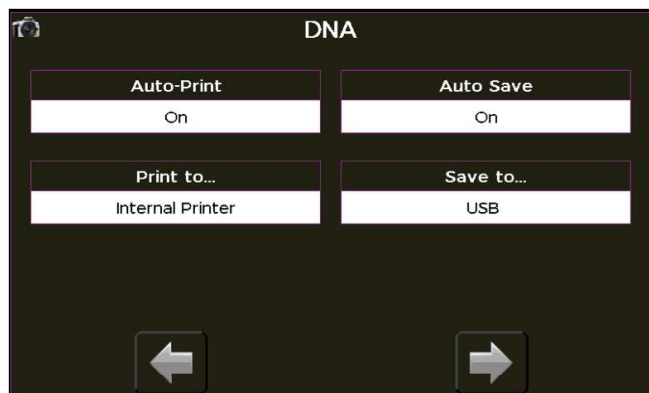 DNA
Auto-Print
Auto Save
On
On
Print to...
Save to...
Internal Printer
USB